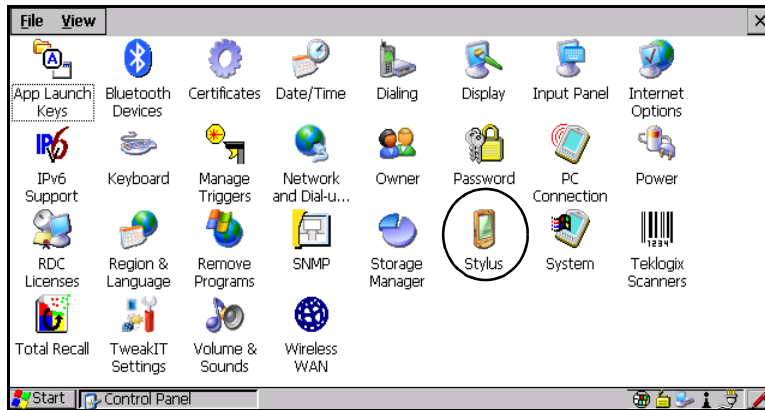 File View
App Launch Keys
Bluetooth Devices
Certificates
Date/Time
Dialing
Display
Input Panel
Internet Options
IPv6
IPv6 Support
Keyboard
Manage Triggers
Network and Dial-u...
Owner
Password
PC Connection
Power
RDC Licenses
Region & Language
Remove Programs
SNMP
Storage Manager
Stylus
System
1234
Teklogix Scanners
Total Recall
TweakIT Settings
Volume & Sounds
Wireless WAN
Start Control Panel